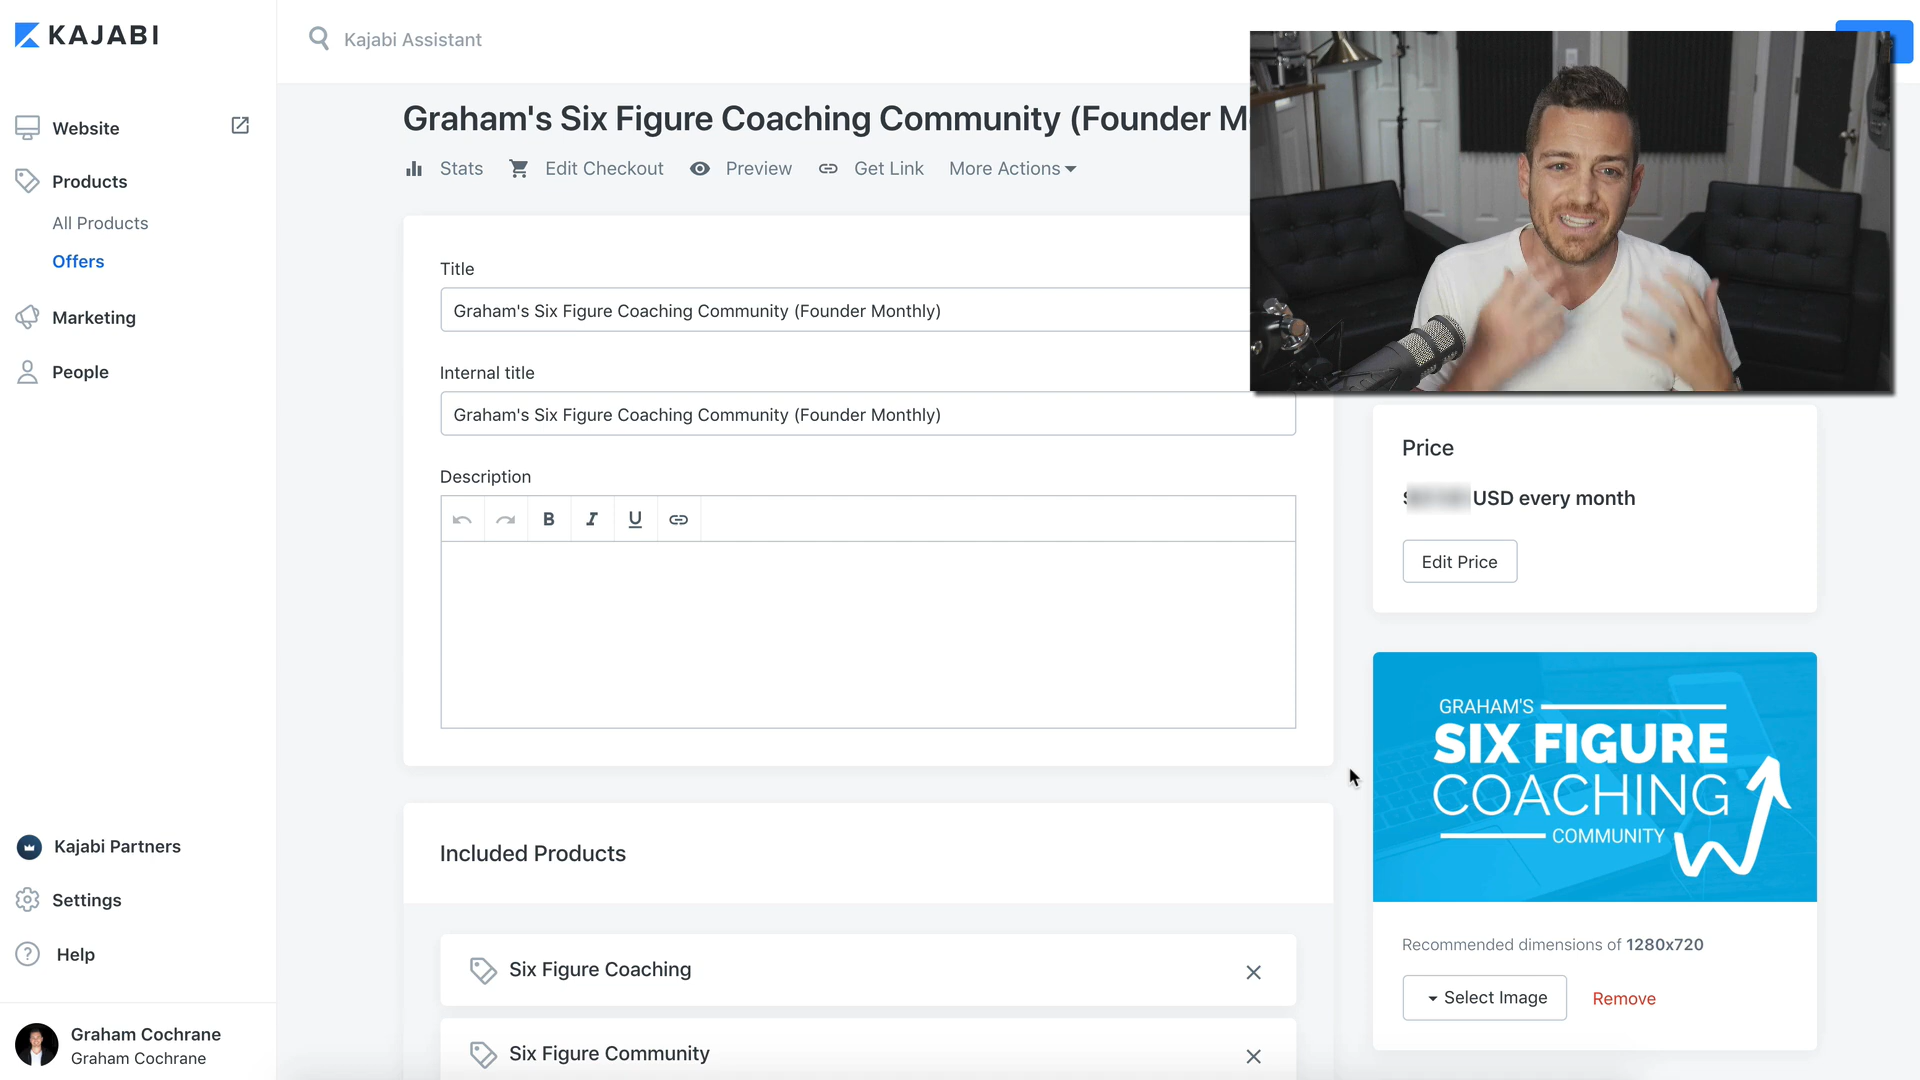 KAJABI
Kajabi Assistant
Website
Products
All Products
Offers
Marketing
People
Kajabi Partners
Settings
Help
Graham Cochrane
Graham Cochrane
Graham's Six Figure Coaching Community (Founder M
Stats
Edit Checkout
Preview
Get Link
More Actions
Title
Graham's Six Figure Coaching Community (Founder Monthly)
Internal title
Graham's Six Figure Coaching Community (Founder Monthly)
Description
B I U
Included Products
Six Figure Coaching
Six Figure Community
Price
USD every month
Edit Price
GRAHAM'S
SIX FIGURE
COACHING
COMMUNITY
Recommended dimensions of 1280x720
Select Image
Remove